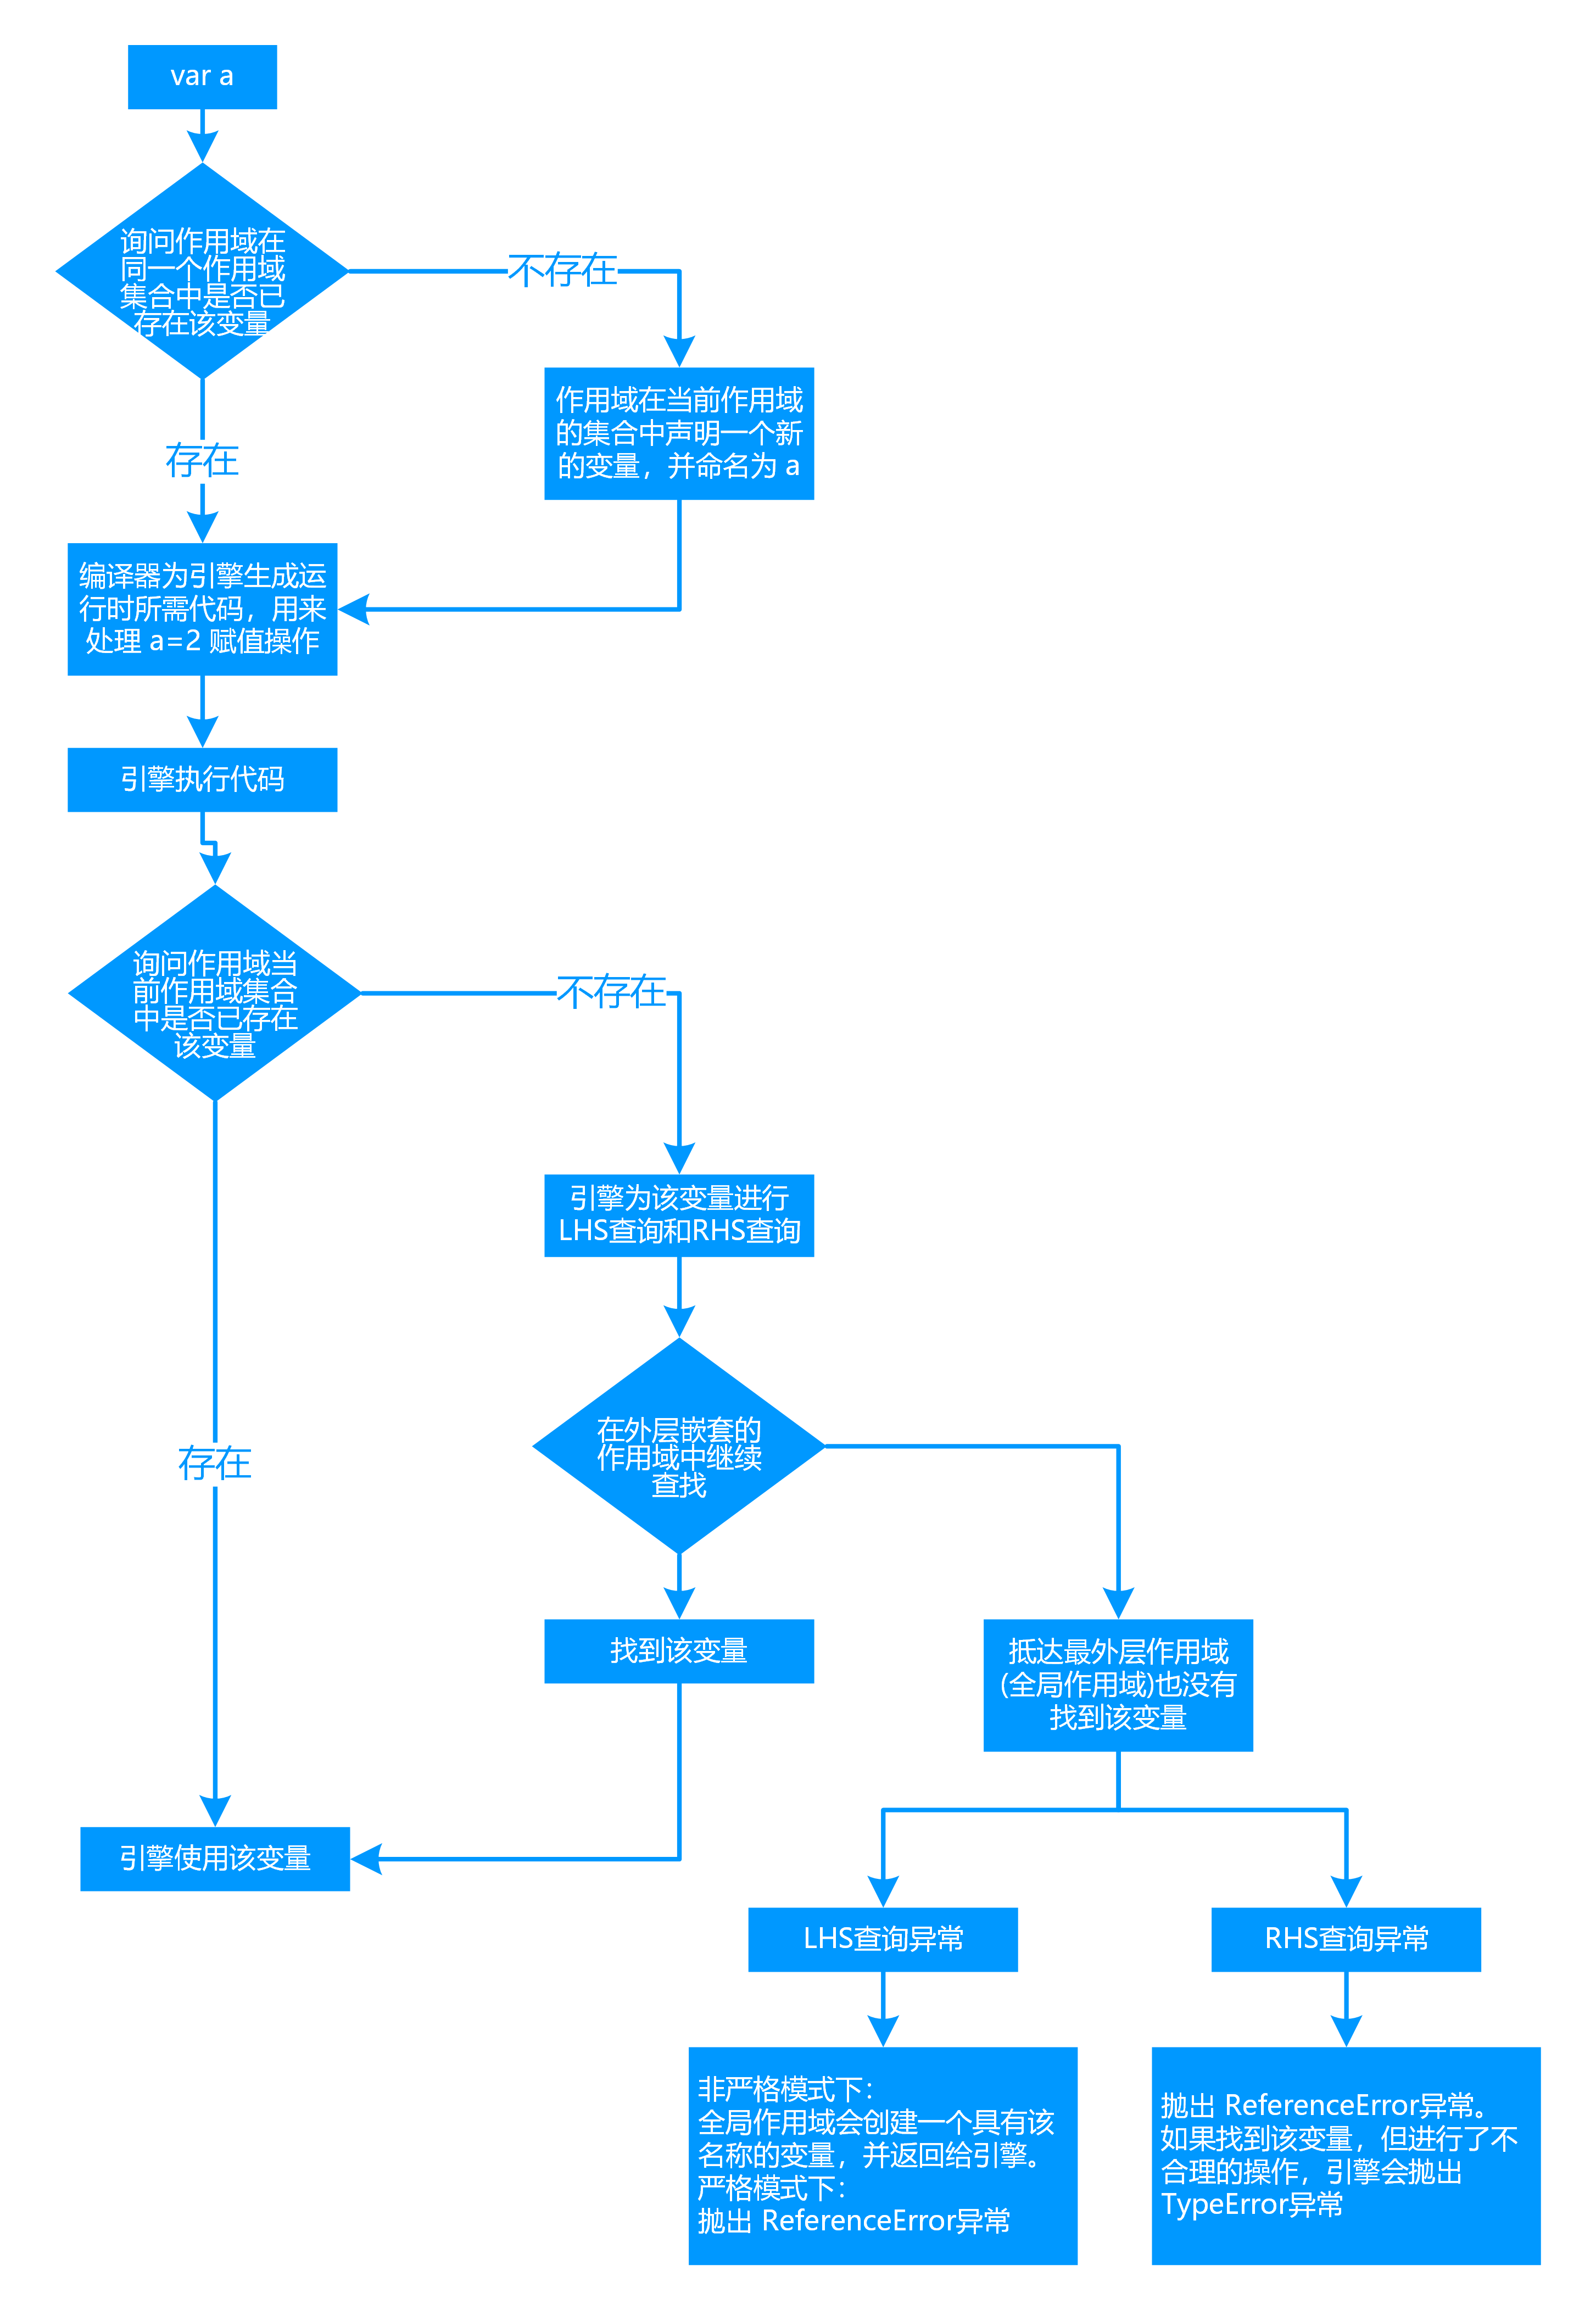 var a
询问作用域在
同一个作用域
集合中是否已
存在该变量
不存在
作用域在当前作用域
的集合中声明一个新
的变量，并命名为 a
存在
编译器为引擎生成运
行时所需代码，用来
处理 a=2 赋值操作
引擎执行代码
询问作用域当
前作用域集合
中是否已存在
该变量
不存在
引擎为该变量进行
LHS查询和RHS查询
在外层嵌套的
作用域中继续
查找
存在
找到该变量
抵达最外层作用域
(全局作用域)也没有
找到该变量
引擎使用该变量
LHS查询异常
RHS查询异常
非严格模式下：
全局作用域会创建一个具有该
名称的变量，并返回给引擎。
严格模式下：
抛出 ReferenceError异常
抛出 ReferenceError异常。
如果找到该变量，但进行了不
合理的操作，引擎会抛出
TypeError异常